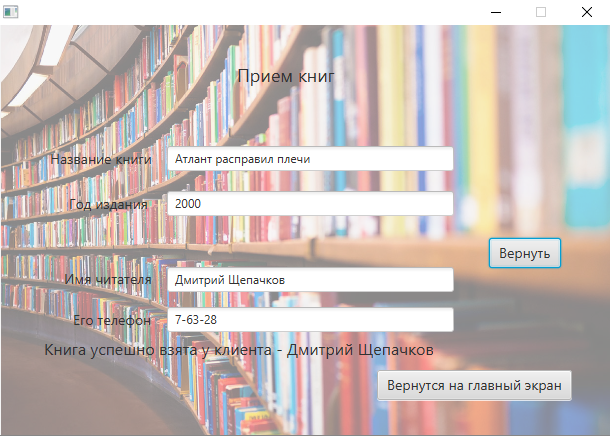 Прием книг
Название книги Атлант расправил плечи
Год издания 2000
Вернуть
Имя читателя Дмитрий Щепачков
Его телефон 7-63-28
Книга успешно взята у клиента - Дмитрий Щепачков
Вернутся на главный экран